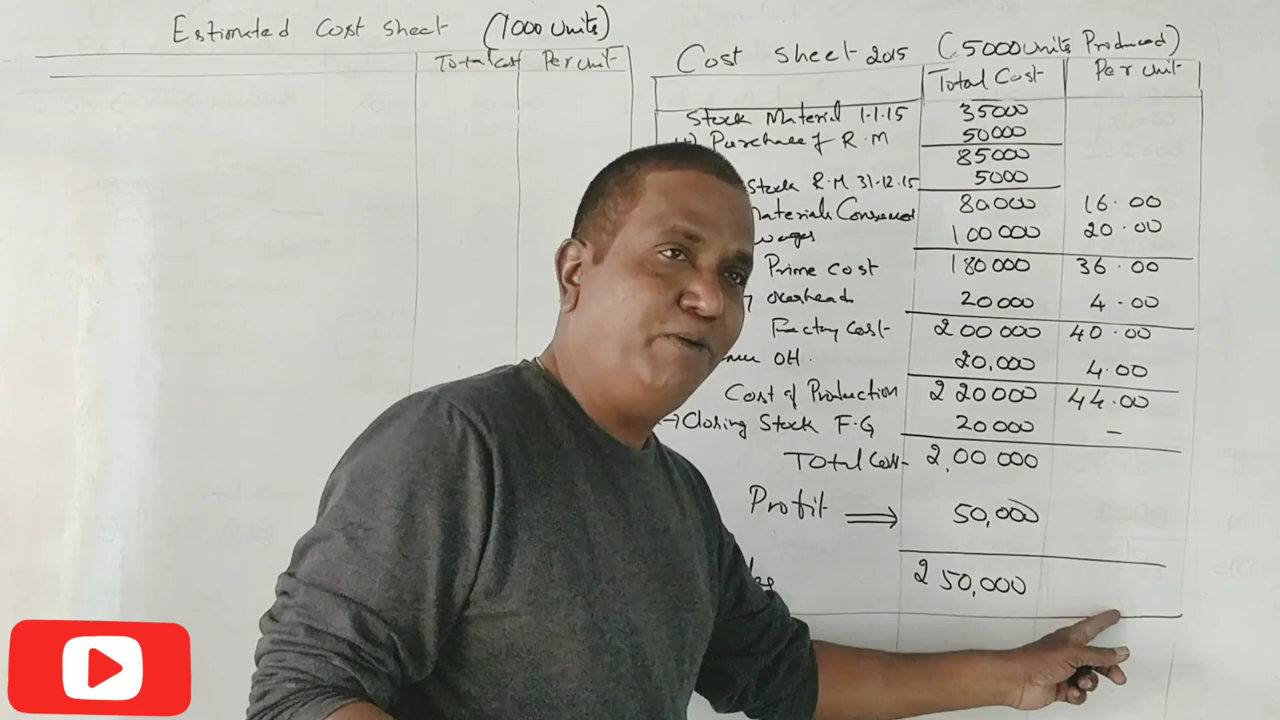 Estimated Cost Sheet (1000 Units)
Total Cost Per unit
Cost Sheet 2015 (5000 units Produced)
Total Cost Per unit
Stock Material 1.1.15 35000
Purchase of R.M 50000
85000
Stock R.M 31.12.15 5000
Materials Consumed 80000 16.00
wages 100000 20.00
Prime Cost 180000 36.00
overhead 20000 4.00
Factory Cost 200000 40.00
OH. 20,000 4.00
Cost of Production 220000 44.00
Closing Stock F.G 20000 –
Total Cost 2,00000
Profit 50,000
250,000